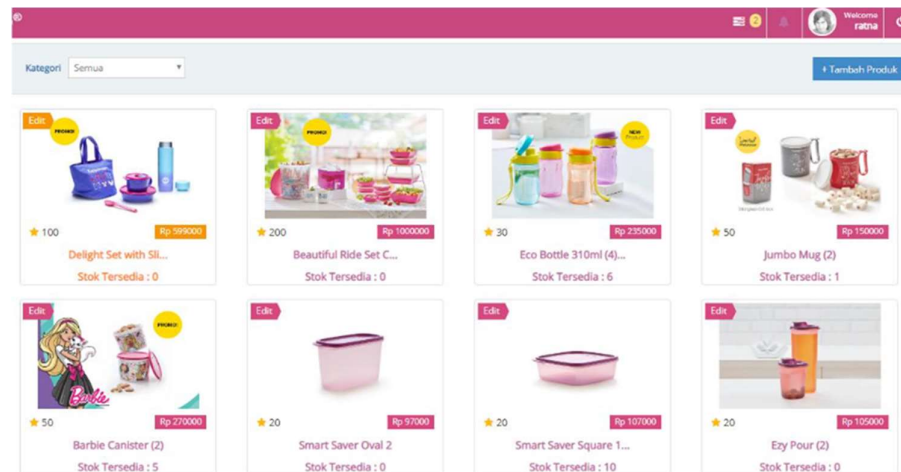 ®
2
Welcome
ratna
Kategori Semua
+ Tambah Produk
Edit
PROMO!
100
Rp 599000
Delight Set with Sli...
Stok Tersedia : 0
Edit
PROMO!
200
Rp 1000000
Beautiful Ride Set C...
Stok Tersedia : 0
Edit
NEW
Product
30
Rp 235000
Eco Bottle 310ml (4)...
Stok Tersedia : 6
Edit
50
Rp 150000
Jumbo Mug (2)
Stok Tersedia : 1
Edit
PROMO!
Barbie
50
Rp 270000
Barbie Canister (2)
Stok Tersedia : 5
Edit
20
Rp 97000
Smart Saver Oval 2
Stok Tersedia : 0
Edit
20
Rp 107000
Smart Saver Square 1...
Stok Tersedia : 10
Edit
20
Rp 105000
Ezy Pour (2)
Stok Tersedia : 0